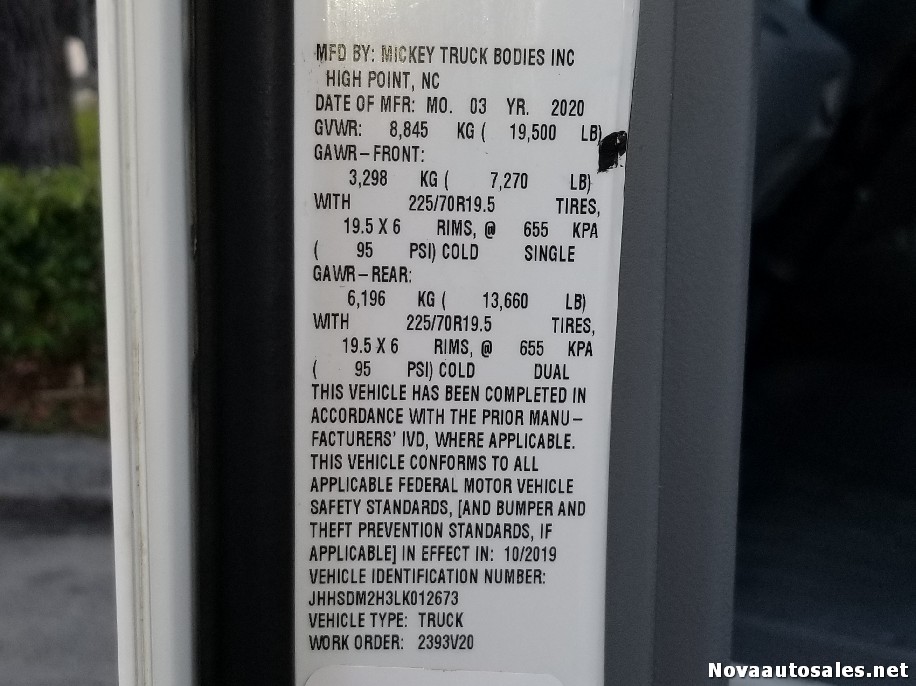 MFD BY: MICKEY TRUCK BODIES INC
HIGH POINT, NC
DATE OF MFR: MO. 03 YR. 2020
GVWR: 8,845 KG ( 19,500 LB)
GAWR-FRONT:
3,298 KG ( 7,270 LB)
WITH 225/70R19.5 TIRES,
19.5 X 6 RIMS, @ 655 KPA
( 95 PSI) COLD SINGLE
GAWR-REAR:
6,196 KG ( 13,660 LB)
WITH 225/70R19.5 TIRES,
19.5 X 6 RIMS, @ 655 KPA
( 95 PSI) COLD DUAL
THIS VEHICLE HAS BEEN COMPLETED IN
ACCORDANCE WITH THE PRIOR MANU-
FACTURERS' IVD, WHERE APPLICABLE.
THIS VEHICLE CONFORMS TO ALL
APPLICABLE FEDERAL MOTOR VEHICLE
SAFETY STANDARDS, [AND BUMPER AND
THEFT PREVENTION STANDARDS, IF
APPLICABLE] IN EFFECT IN: 10/2019
VEHICLE IDENTIFICATION NUMBER:
JHHSDM2H3LK012673
VEHICLE TYPE: TRUCK
WORK ORDER: 2393V20
Novaautosales.net